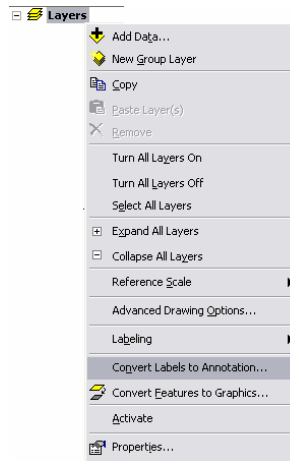 Layers
Add Data...
New Group Layer
Copy
Paste Layer(s)
Remove
Turn All Layers On
Turn All Layers Off
Select All Layers
Expand All Layers
Collapse All Layers
Reference Scale
Advanced Drawing Options...
Labeling
Convert Labels to Annotation...
Convert Features to Graphics...
Activate
Properties...